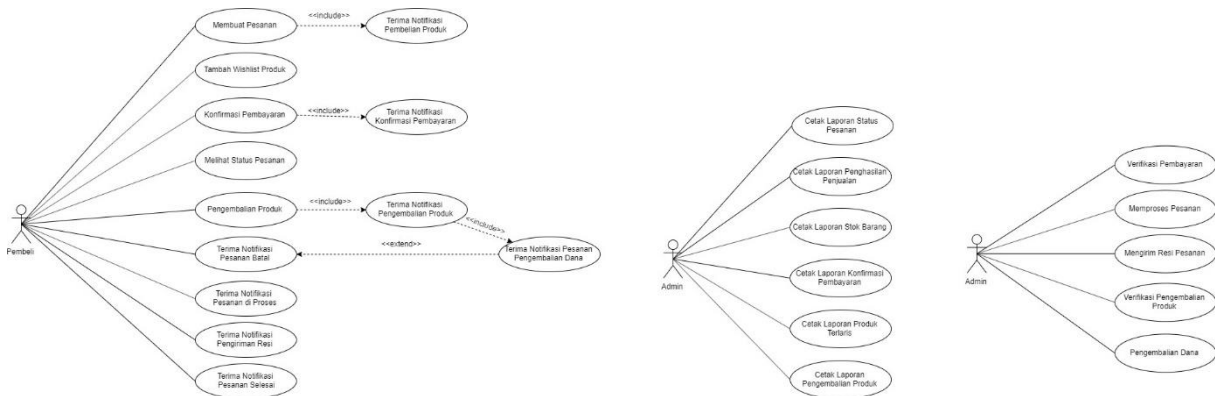 Membuat Pesanan
<<include>>
Terima Notifikasi
Pembelian Produk
Tambah Wishlist Produk
Konfirmasi Pembayaran
<<include>>
Terima Notifikasi
Konfirmasi Pembayaran
Melihat Status Pesanan
Pengembalian Produk
<<include>>
Terima Notifikasi
Pengembalian Produk
<<include>>
Terima Notifikasi Pesanan
Pengembalian Dana
<<extend>>
Terima Notifikasi
Pesanan Batal
Pembeli
Terima Notifikasi
Pesanan di Proses
Terima Notifikasi
Pengiriman Resi
Terima Notifikasi
Pesanan Selesai
Cetak Laporan Status
Pesanan
Cetak Laporan Penghasilan
Penjualan
Cetak Laporan Stok Barang
Admin
Cetak Laporan Konfirmasi
Pembayaran
Cetak Laporan Produk
Terlaris
Cetak Laporan
Pengembalian Produk
Verifikasi Pembayaran
Memproses Pesanan
Mengirim Resi Pesanan
Admin
Verifikasi Pengembalian
Produk
Pengembalian Dana